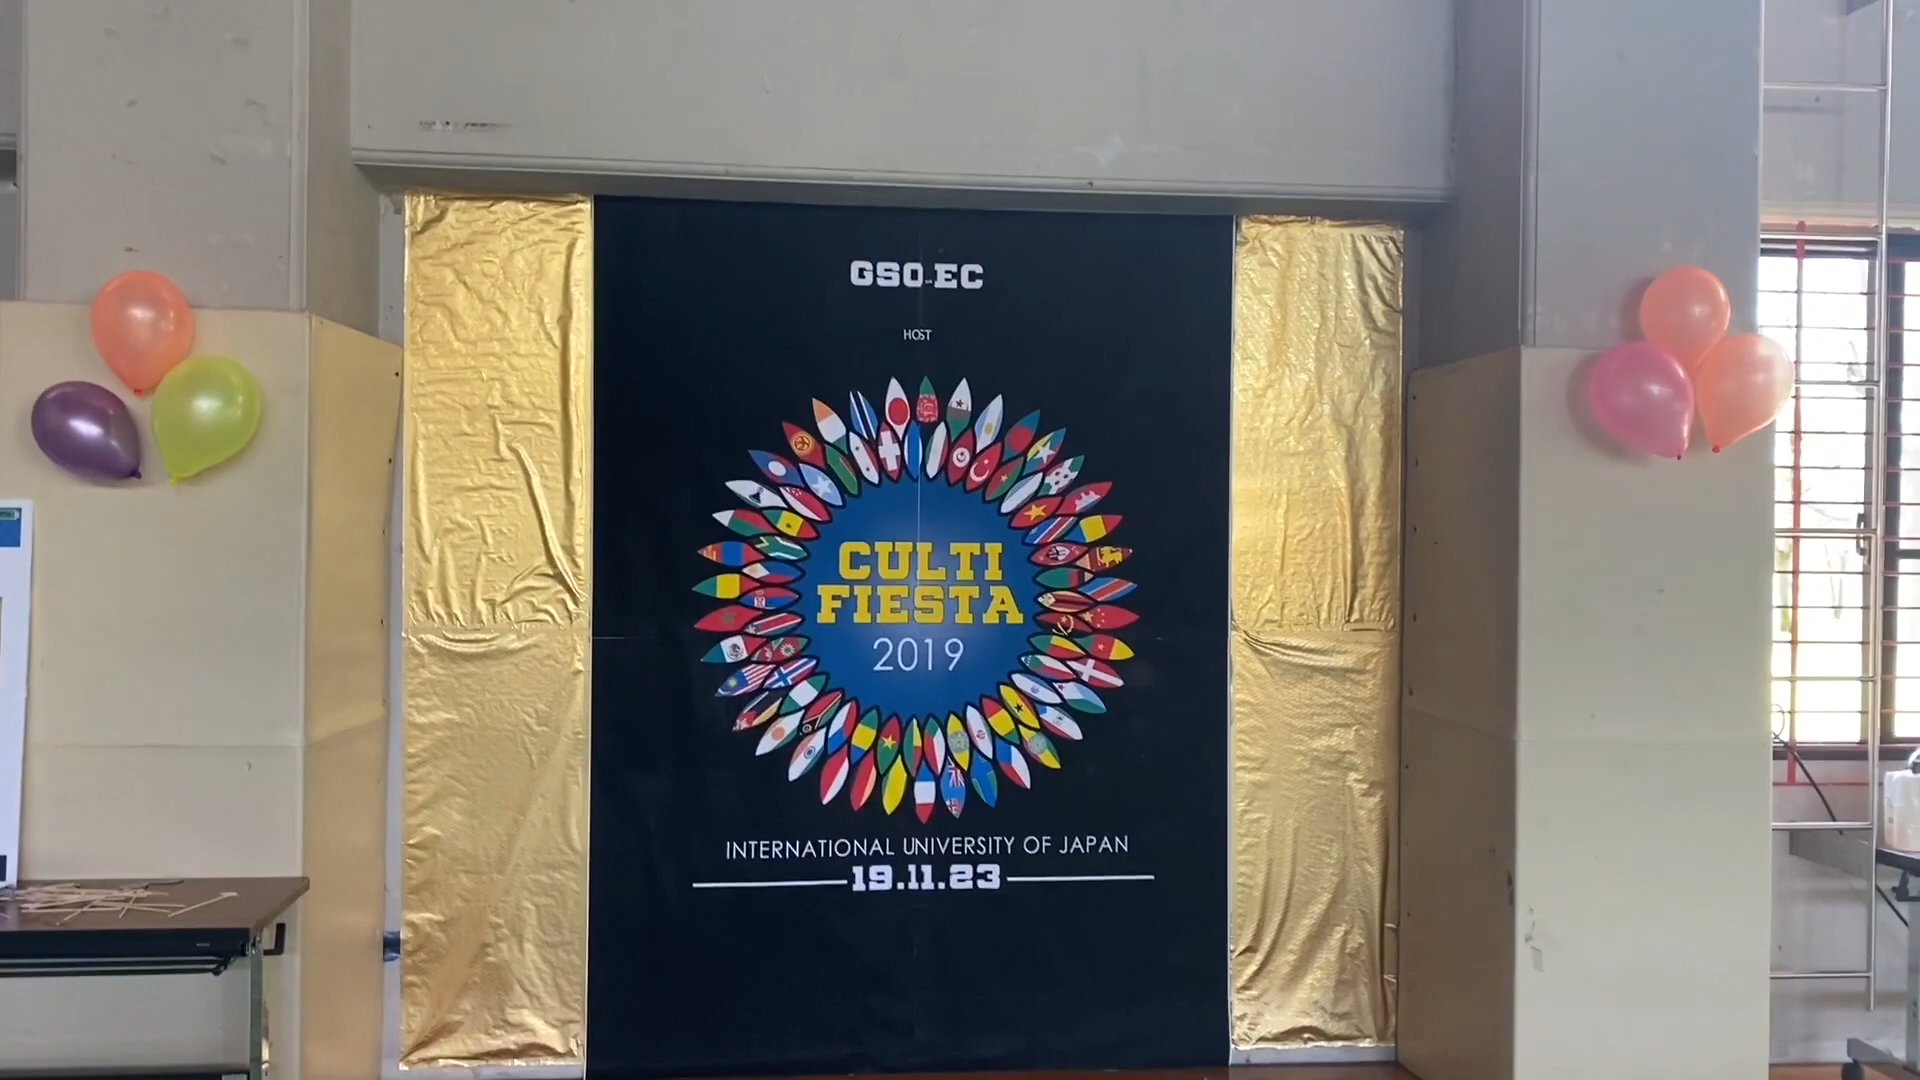 GSO-EC
HOST
CULTI
FIESTA
2019
INTERNATIONAL UNIVERSITY OF JAPAN
19.11.23